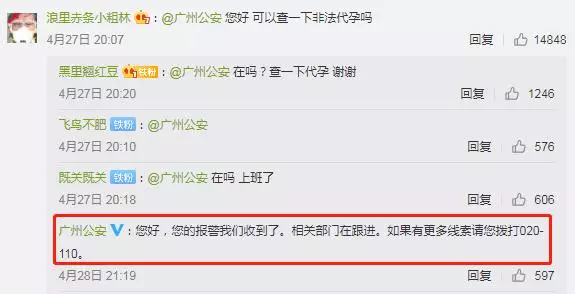 浪里赤条小粗林：@广州公安 您好 可以查一下非法代孕吗
4月27日 20:07 回复 14848
黑里翘红豆 铁粉：@广州公安 在吗？查一下代孕 谢谢
4月27日 20:20 回复 1246
飞鸟不肥 铁粉：@广州公安
4月27日 20:10 回复 576
既关既关 铁粉：@广州公安 在吗 上班了
4月27日 20:18 回复 606
广州公安 V：您好，您的报警我们收到了。相关部门在跟进。如果有更多线索请您拨打020-
110。
4月28日 21:19 回复 597